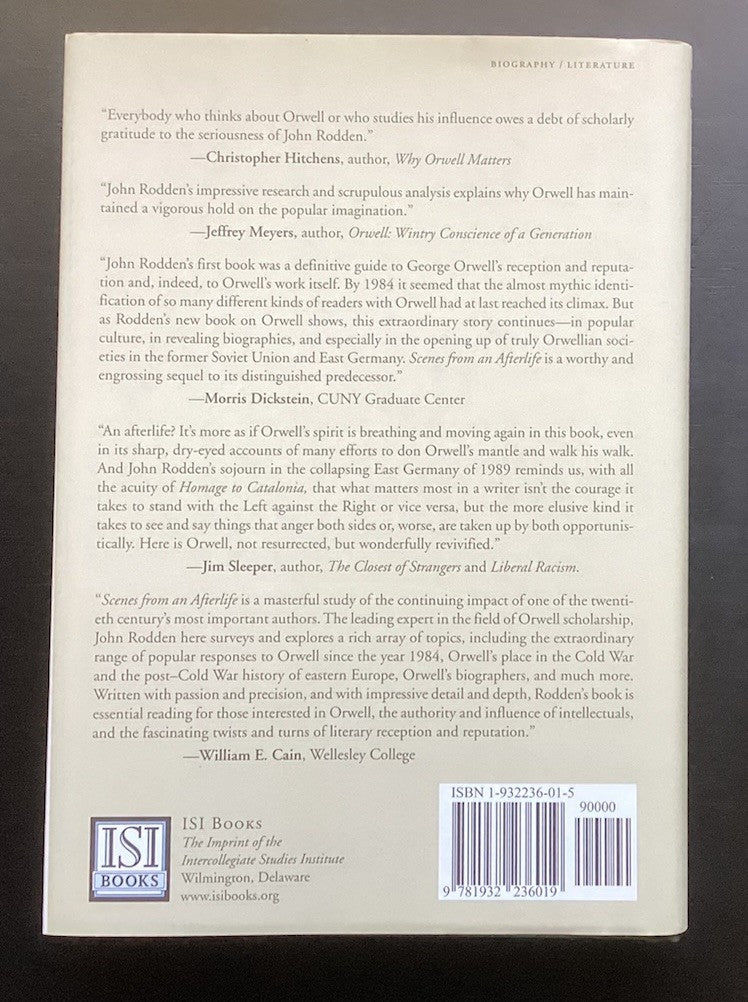 BIOGRAPHY / LITERATURE
“Everybody who thinks about Orwell or who studies his influence owes a debt of scholarly
gratitude to the seriousness of John Rodden.”
—Christopher Hitchens, author, Why Orwell Matters
“John Rodden’s impressive research and scrupulous analysis explains why Orwell has main-
tained a vigorous hold on the popular imagination.”
—Jeffrey Meyers, author, Orwell: Wintry Conscience of a Generation
“John Rodden’s first book was a definitive guide to George Orwell’s reception and reputa-
tion and, indeed, to Orwell’s work itself. By 1984 it seemed that the almost mythic identi-
fication of so many different kinds of readers with Orwell had at last reached its climax. But
as Rodden’s new book on Orwell shows, this extraordinary story continues—in popular
culture, in revealing biographies, and especially in the opening up of truly Orwellian soci-
eties in the former Soviet Union and East Germany. Scenes from an Afterlife is a worthy and
engrossing sequel to its distinguished predecessor.”
—Morris Dickstein, CUNY Graduate Center
“An afterlife? It’s more as if Orwell’s spirit is breathing and moving again in this book, even
in its sharp, dry-eyed accounts of many efforts to don Orwell’s mantle and walk his walk.
And John Rodden’s sojourn in the collapsing East Germany of 1989 reminds us, with all
the acuity of Homage to Catalonia, that what matters most in a writer isn’t the courage it
takes to stand with the Left against the Right or vice versa, but the more elusive kind it
takes to see and say things that anger both sides or, worse, are taken up by both opportunis-
tically. Here is Orwell, not resurrected, but wonderfully revivified.”
—Jim Sleeper, author, The Closest of Strangers and Liberal Racism.
“Scenes from an Afterlife is a masterful study of the continuing impact of one of the twenti-
eth century’s most important authors. The leading expert in the field of Orwell scholarship,
John Rodden here surveys and explores a rich array of topics, including the extraordinary
range of popular responses to Orwell since the year 1984, Orwell’s place in the Cold War
and the post–Cold War history of eastern Europe, Orwell’s biographers, and much more.
Written with passion and precision, and with impressive detail and depth, Rodden’s book is
essential reading for those interested in Orwell, the authority and influence of intellectuals,
and the fascinating twists and turns of literary reception and reputation.”
—William E. Cain, Wellesley College
ISI
BOOKS
ISI BOOKS
The Imprint of the
Intercollegiate Studies Institute
Wilmington, Delaware
www.isibooks.org
ISBN 1-932236-01-5
90000
9 781932 236019